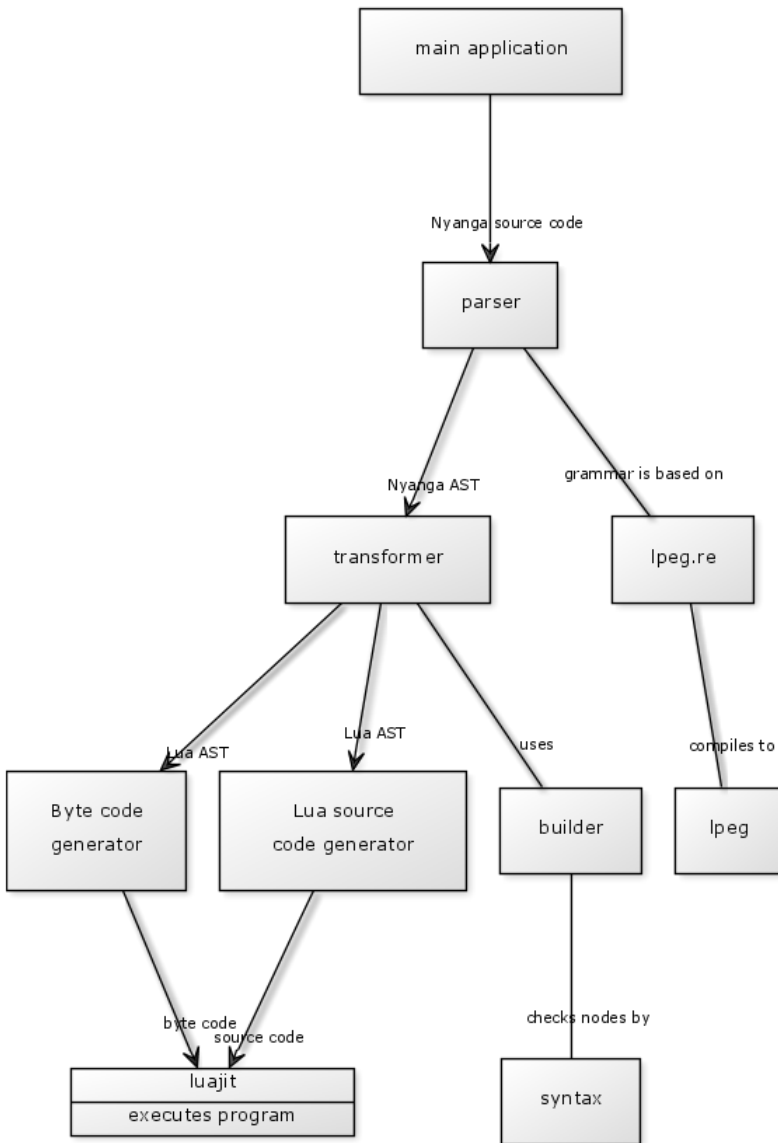 main application
Nyanga source code
parser
Nyanga AST
grammar is based on
transformer
lpeg.re
Lua AST
Lua AST
uses
compiles to
Byte code
generator
Lua source
code generator
builder
lpeg
byte code
source code
checks nodes by
luajit
executes program
syntax